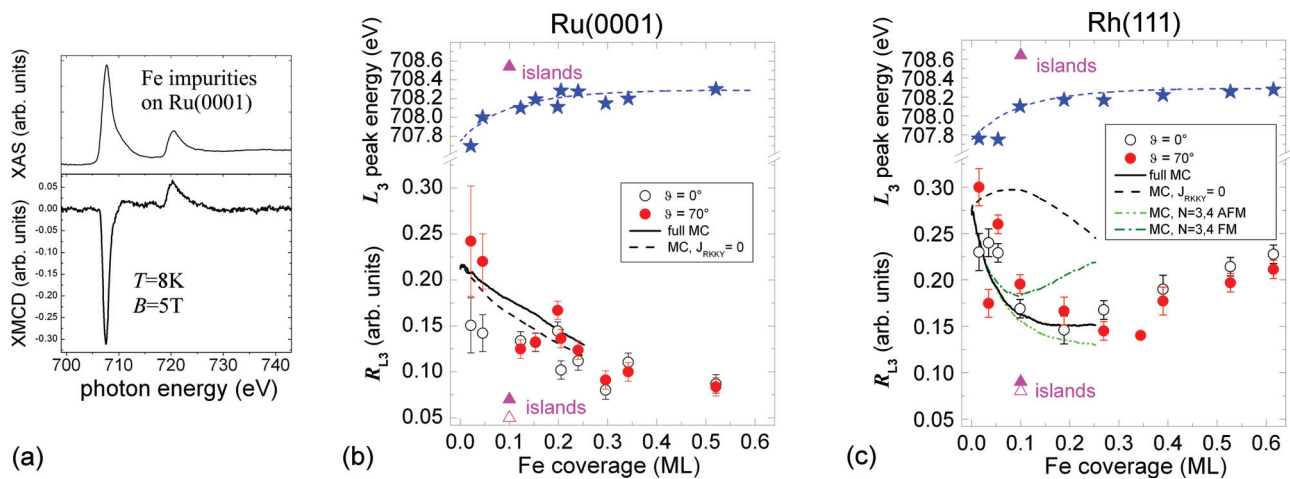 XAS (arb. units)
Fe impurities
on Ru(0001)
XMCD (arb. units)
0.05
0.00
-0.05
-0.10
-0.15
-0.20
-0.25
-0.30
T=8K
B=5T
700 710 720 730 740
photon energy (eV)
(a)
Ru(0001)
L3 peak energy (eV)
708.6
708.4
708.2
708.0
707.8
islands
RL3 (arb. units)
0.30
0.25
0.20
0.15
0.10
0.05
ϑ = 0°
ϑ = 70°
full MC
MC, JRKKY = 0
islands
0.0 0.1 0.2 0.3 0.4 0.5 0.6
Fe coverage (ML)
(b)
Rh(111)
L3 peak energy (eV)
708.6
708.4
708.2
708.0
707.8
islands
RL3 (arb. units)
0.30
0.25
0.20
0.15
0.10
0.05
ϑ = 0°
ϑ = 70°
full MC
MC, JRKKY = 0
MC, N=3,4 AFM
MC, N=3,4 FM
islands
0.0 0.1 0.2 0.3 0.4 0.5 0.6
Fe coverage (ML)
(c)